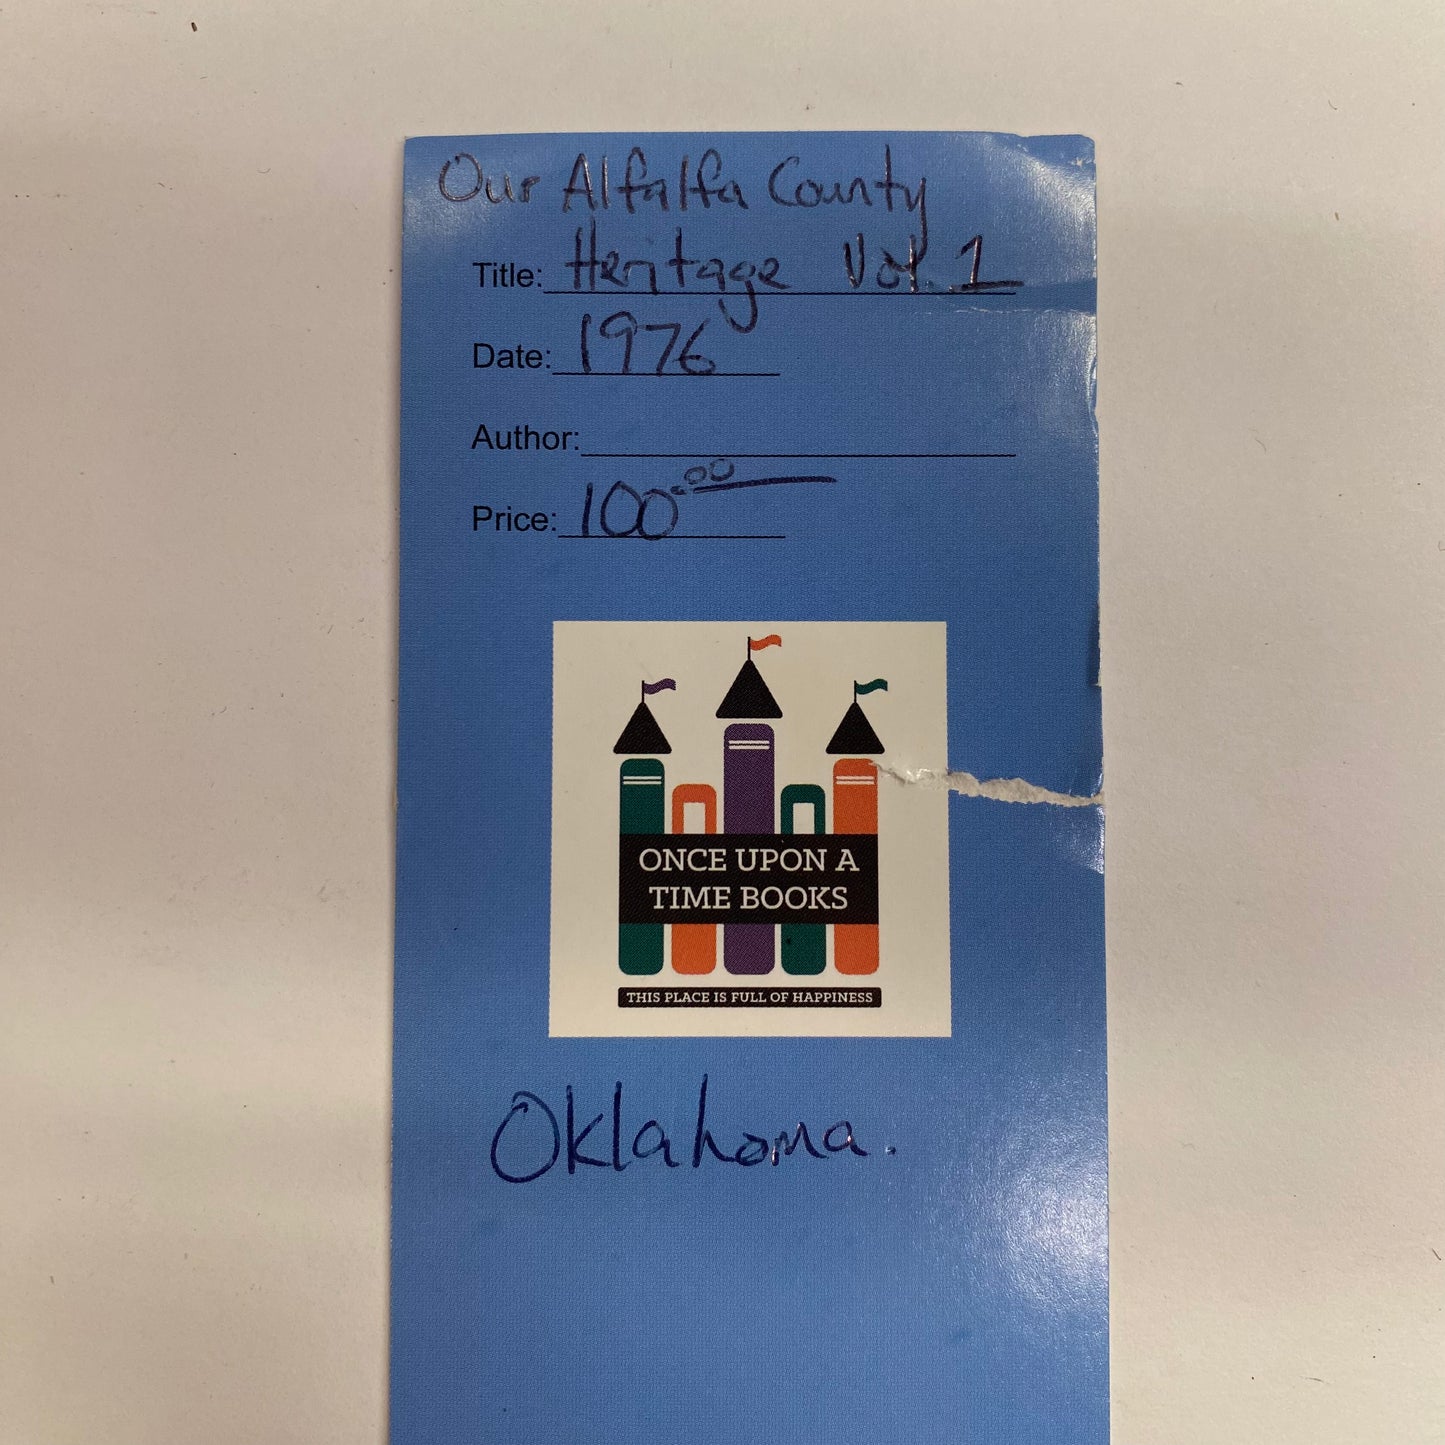 Our Alfalfa County
Title: Heritage Vol. 1
Date: 1976
Author:
Price: 100.00
ONCE UPON A
TIME BOOKS
THIS PLACE IS FULL OF HAPPINESS
Oklahoma.